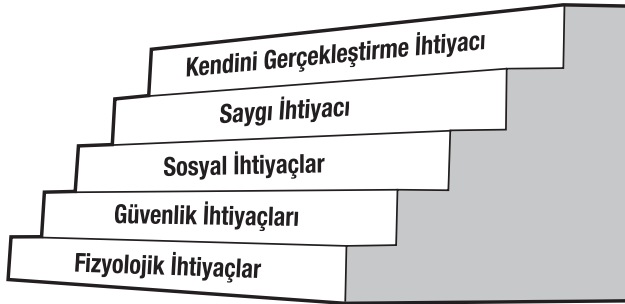 Kendini Gerçekleştirme İhtiyacı
Saygı İhtiyacı
Sosyal İhtiyaçlar
Güvenlik İhtiyaçları
Fizyolojik İhtiyaçlar